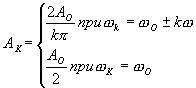 A_K = { 2A_O / kπ при ω_k = ω_O ± kω
A_O / 2 при ω_K = ω_O